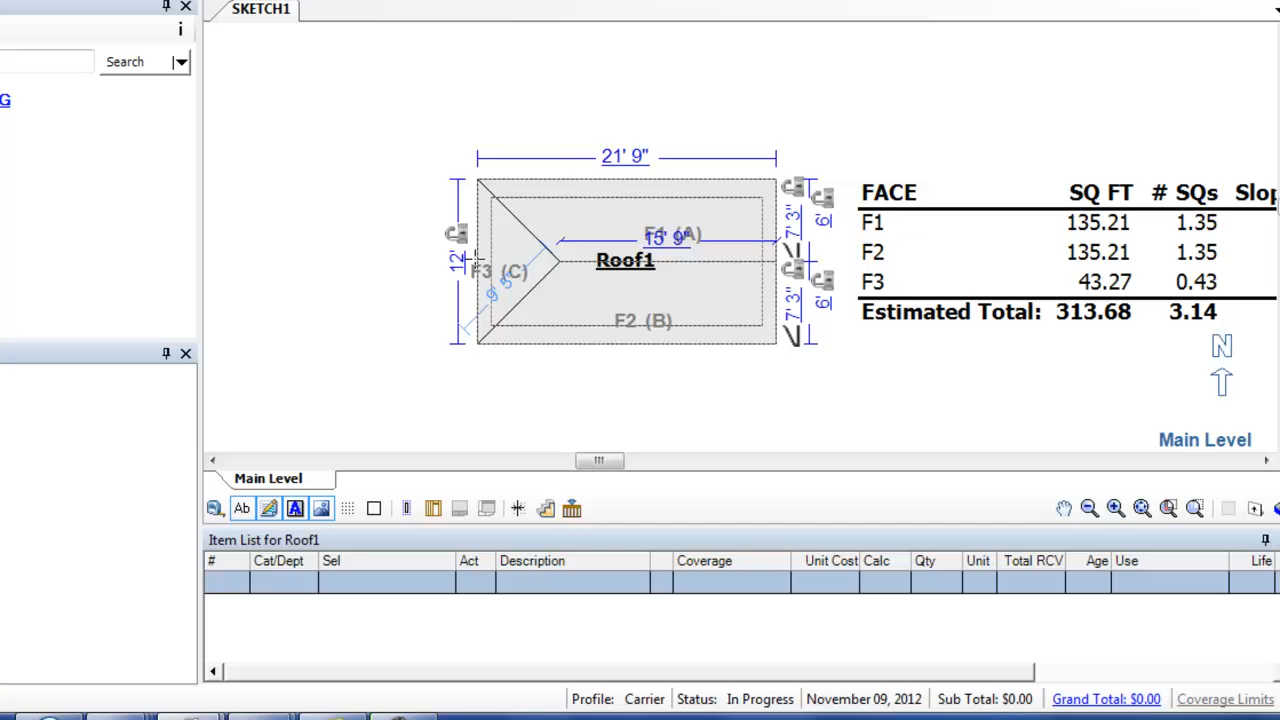 SKETCH1
i
Search
G
21' 9"
FACE SQ FT # SQs Slop
F1 135.21 1.35
F2 135.21 1.35
F3 43.27 0.43
Estimated Total: 313.68 3.14
7' 3"
6'
F1 (A)
15' 9"
12'
Roof1
F3 (C)
9' 5"
7' 3"
6'
F2 (B)
N
Main Level
Main Level
Ab
A
Item List for Roof1
# Cat/Dept Sel Act Description Coverage Unit Cost Calc Qty Unit Total RCV Age Use Life
Profile: Carrier Status: In Progress November 09, 2012 Sub Total: $0.00 Grand Total: $0.00 Coverage Limits